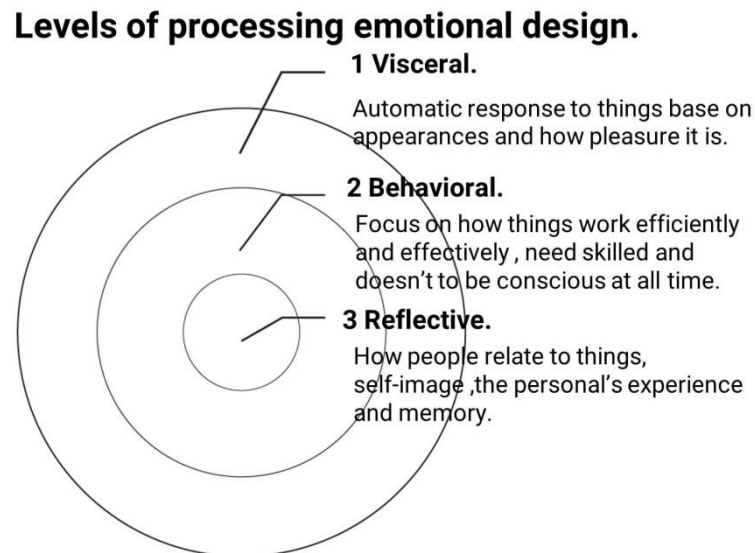 Levels of processing emotional design.
1 Visceral.
Automatic response to things base on
appearances and how pleasure it is.
2 Behavioral.
Focus on how things work efficiently
and effectively , need skilled and
doesn't to be conscious at all time.
3 Reflective.
How people relate to things,
self-image ,the personal's experience
and memory.